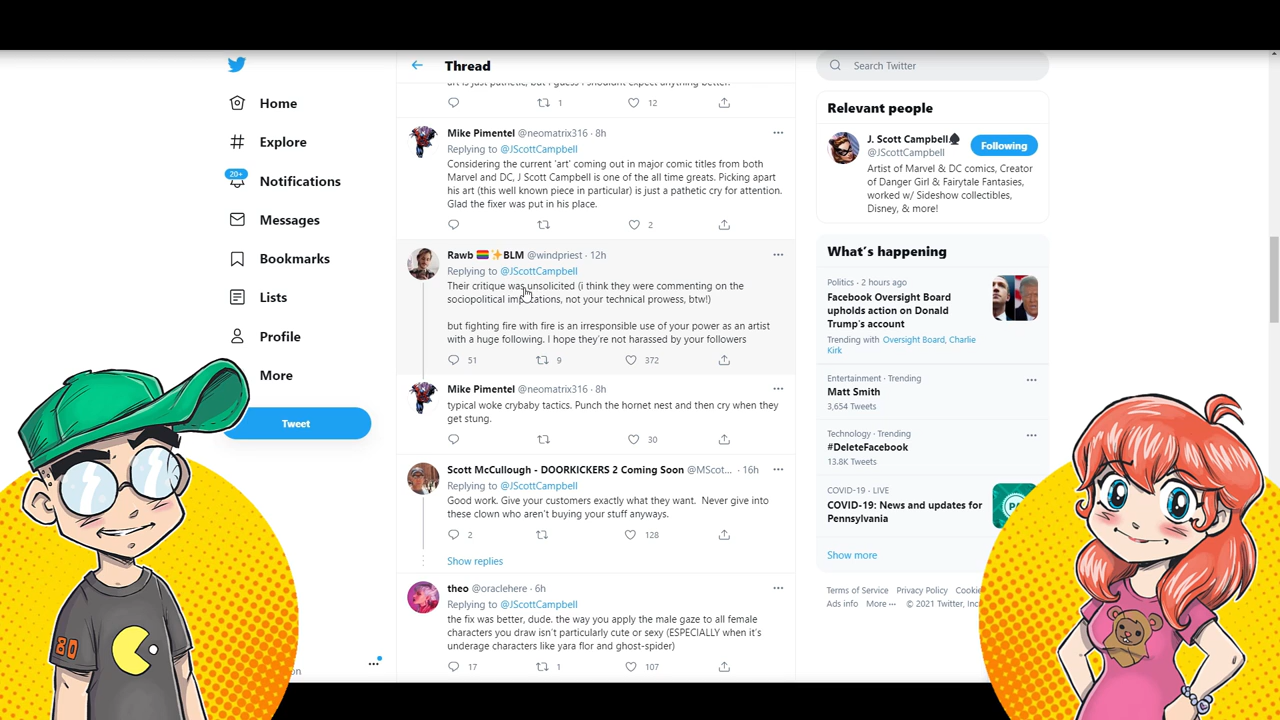 Home
Explore
20+
Notifications
Messages
Bookmarks
Lists
Profile
More
Tweet
Thread
art is just pathetic, but I guess I shouldn't expect anything better.
1
12
Mike Pimentel @neomatrix316 · 8h
Replying to @JScottCampbell
Considering the current 'art' coming out in major comic titles from both
Marvel and DC, J Scott Campbell is one of the all time greats. Picking apart
his art (this well known piece in particular) is just a pathetic cry for attention.
Glad the fixer was put in his place.
2
Rawb 🏳️‍🌈✨BLM @windpriest · 12h
Replying to @JScottCampbell
Their critique was unsolicited (i think they were commenting on the
sociopolitical implications, not your technical prowess, btw!)
but fighting fire with fire is an irresponsible use of your power as an artist
with a huge following. I hope they're not harassed by your followers
51
9
372
Mike Pimentel @neomatrix316 · 8h
typical woke crybaby tactics. Punch the hornet nest and then cry when they
get stung.
30
Scott McCullough - DOORKICKERS 2 Coming Soon @MScot... · 16h
Replying to @JScottCampbell
Good work. Give your customers exactly what they want. Never give into
these clown who aren't buying your stuff anyways.
2
128
Show replies
theo @oraclehere · 6h
Replying to @JScottCampbell
the fix was better, dude. the way you apply the male gaze to all female
characters you draw isn't particularly cute or sexy (ESPECIALLY when it's
underage characters like yara flor and ghost-spider)
17
1
107
Search Twitter
Relevant people
J. Scott Campbell♠
@JScottCampbell
Following
Artist of Marvel & DC comics, Creator
of Danger Girl & Fairytale Fantasies,
worked w/ Sideshow collectibles,
Disney, & more!
What's happening
Politics · 2 hours ago
Facebook Oversight Board
upholds action on Donald
Trump's account
Trending with Oversight Board, Charlie
Kirk
Entertainment · Trending
Matt Smith
3,654 Tweets
Technology · Trending
#DeleteFacebook
13.8K Tweets
COVID-19 · LIVE
COVID-19: News and updates for
Pennsylvania
Show more
Terms of Service Privacy Policy Cookie
Ads info More ··· © 2021 Twitter, Inc
80